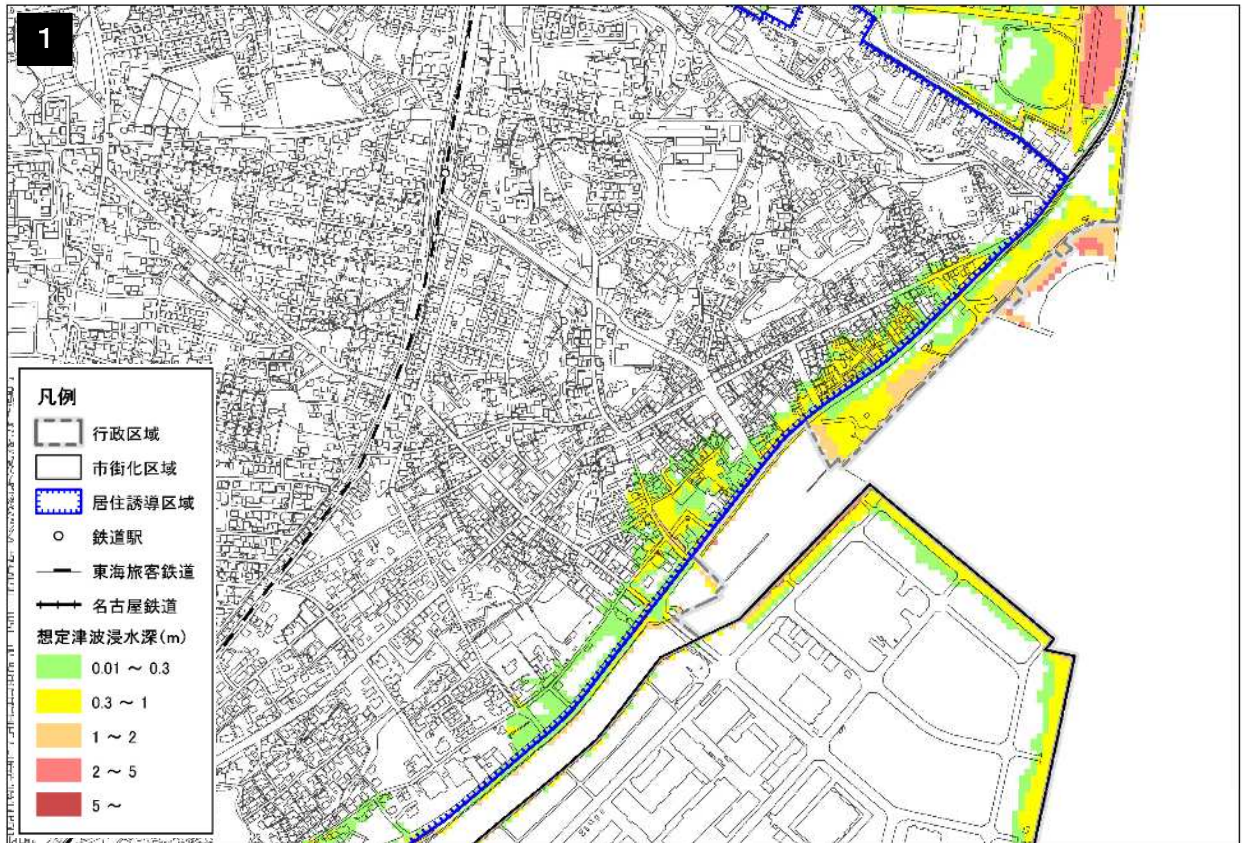 1
凡例
行政区域
市街化区域
居住誘導区域
鉄道駅
東海旅客鉄道
名古屋鉄道
想定津波浸水深(m)
0.01 ~ 0.3
0.3 ~ 1
1 ~ 2
2 ~ 5
5 ~